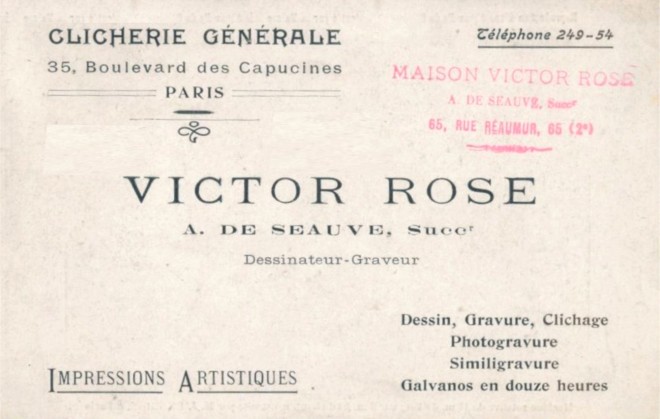 CLICHERIE GÉNÉRALE
35, Boulevard des Capucines
PARIS
Téléphone 249-54
MAISON VICTOR ROSE
A. DE SEAUVE, Succr
65, RUE RÉAUMUR, 65 (2e)
VICTOR ROSE
A. DE SEAUVE, Succr
Dessinateur-Graveur
Dessin, Gravure, Clichage
Photogravure
Similigravure
Galvanos en douze heures
IMPRESSIONS ARTISTIQUES